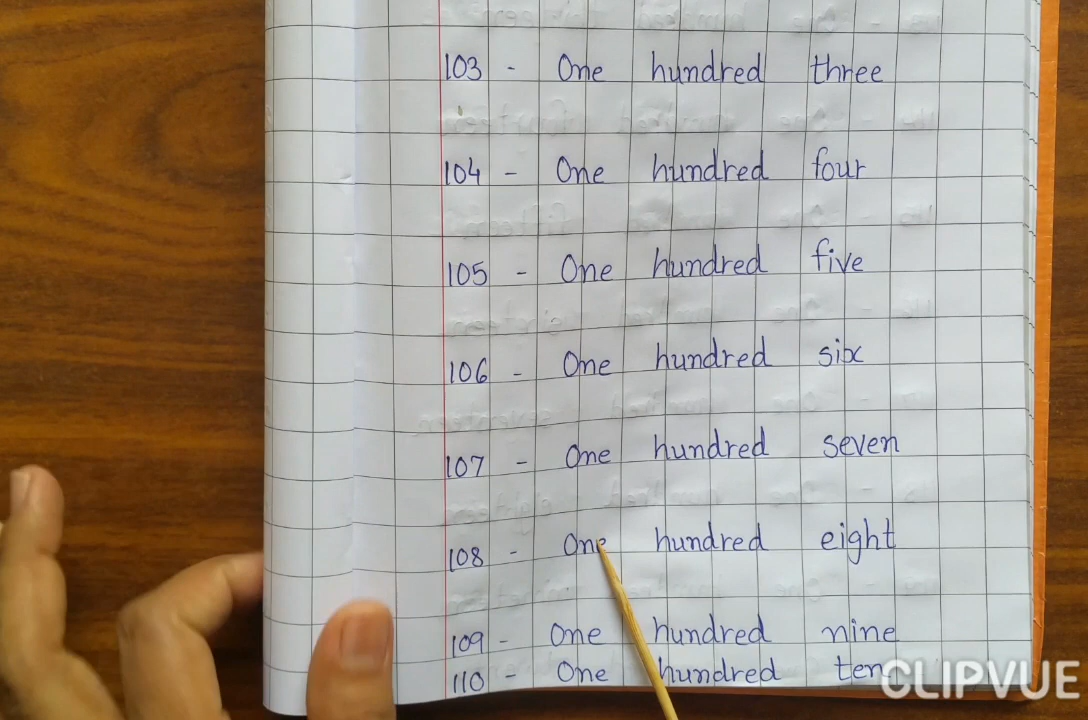 103 - One hundred three
104 - One hundred four
105 - One hundred five
106 - One hundred six
107 - One hundred seven
108 - One hundred eight
109 - One hundred nine
110 - One hundred ten
CLIPVUE